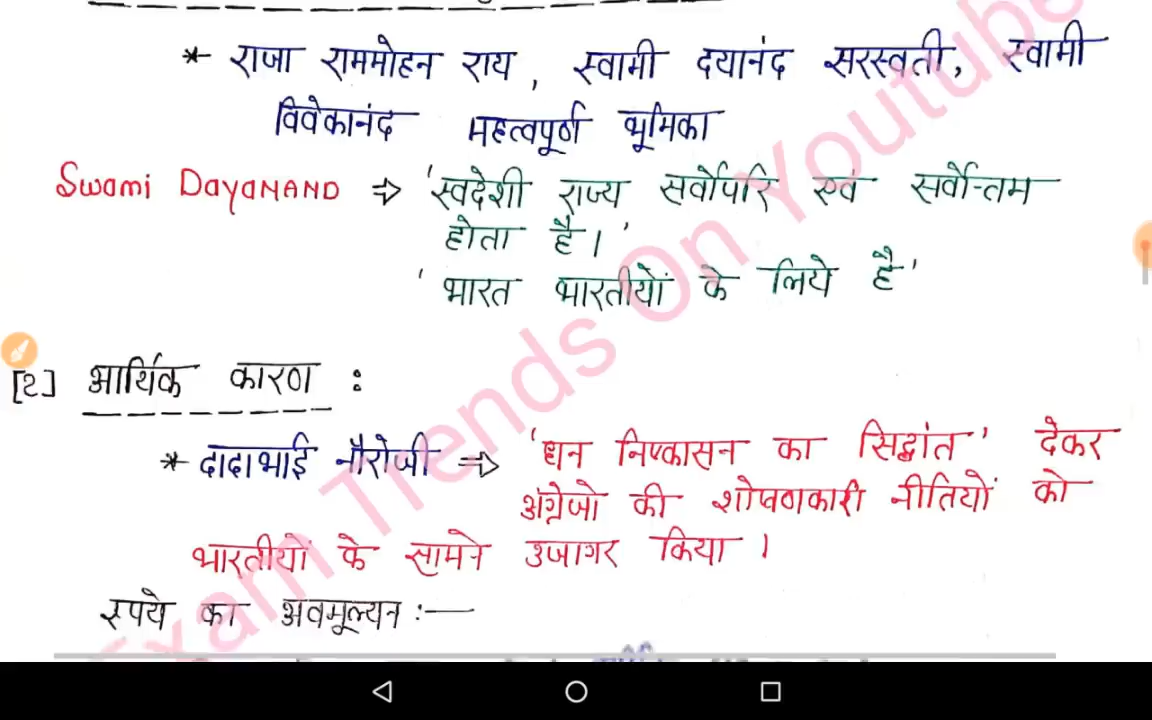 * राजा राममोहन राय, स्वामी दयानंद सरस्वती, स्वामी
विवेकानंद महत्वपूर्ण भूमिका
Swami Dayanand ⇒ 'स्वदेशी राज्य सर्वोपरि एवं सर्वोत्तम
होता है।'
'भारत भारतीयों के लिये है'
[2] आर्थिक कारण :
* दादाभाई नौरोजी ⇒ 'धन निष्कासन का सिद्धांत' देकर
अंग्रेजो की शोषणकारी नीतियों को
भारतीयों के सामने उजागर किया।
रुपये का अवमूल्यन :—
Exam Trends On Youtube